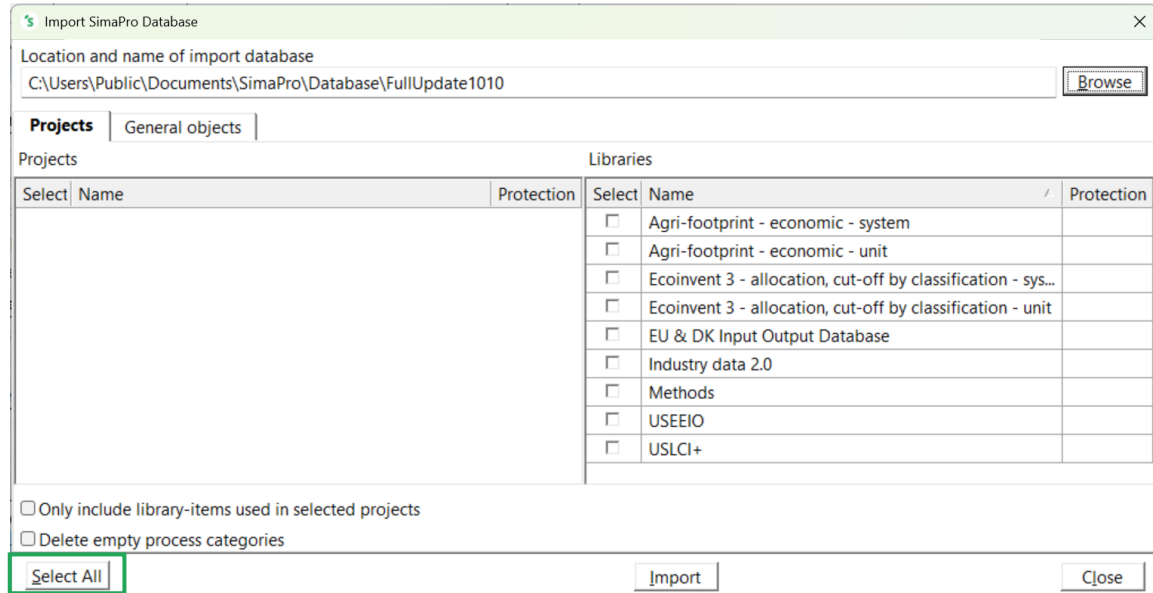 Import SimaPro Database
Location and name of import database
C:\Users\Public\Documents\SimaPro\Database\FullUpdate1010
Browse
Projects General objects
Projects
Select Name Protection
Libraries
Select Name Protection
Agri-footprint - economic - system
Agri-footprint - economic - unit
Ecoinvent 3 - allocation, cut-off by classification - sys...
Ecoinvent 3 - allocation, cut-off by classification - unit
EU & DK Input Output Database
Industry data 2.0
Methods
USEEIO
USLCI+
Only include library-items used in selected projects
Delete empty process categories
Select All Import Close